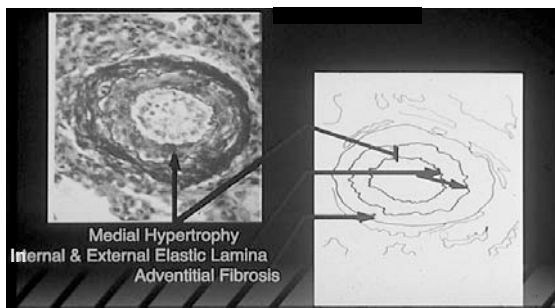 Medial Hypertrophy
Internal & External Elastic Lamina
Adventitial Fibrosis